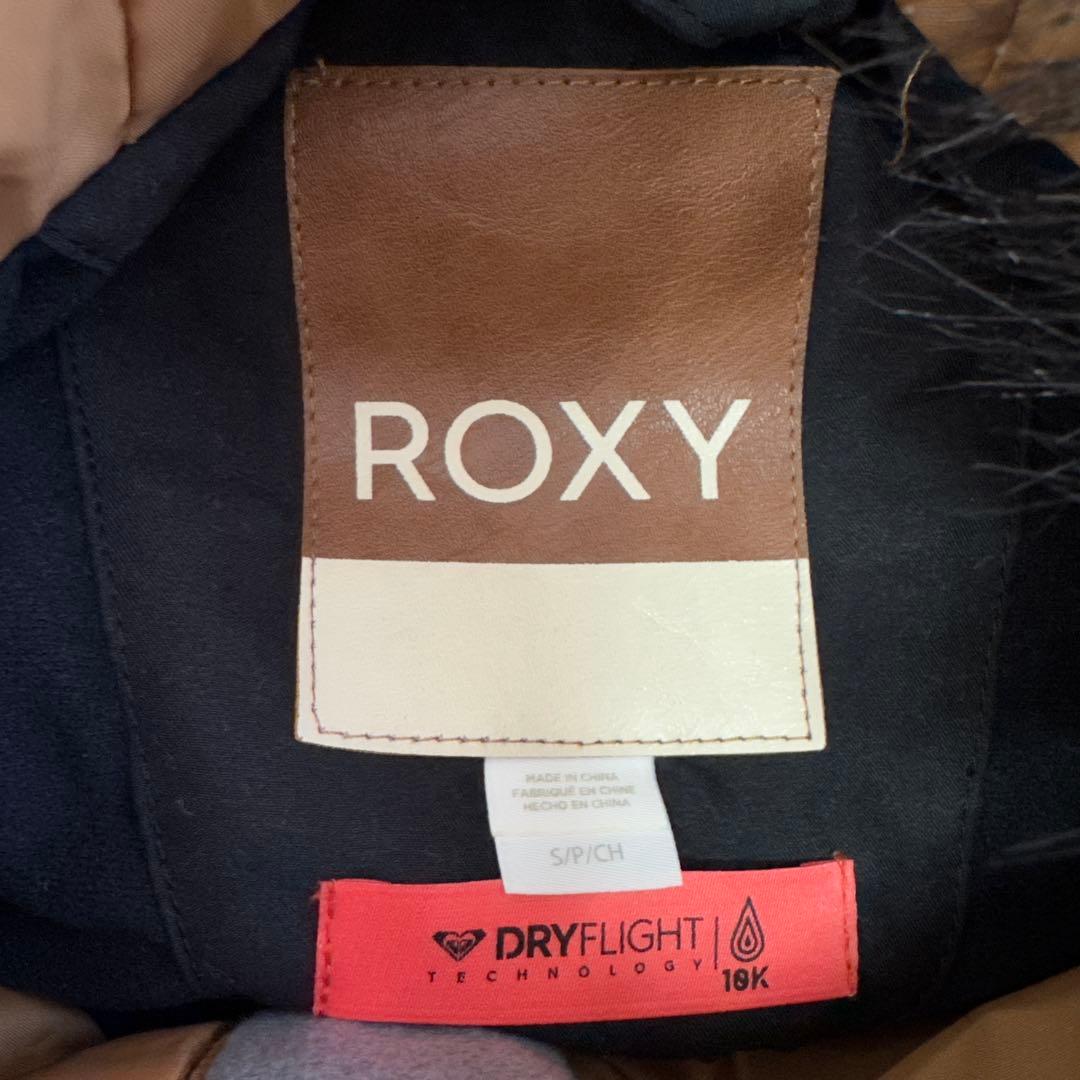 ROXY
MADE IN CHINA
FABRIQUÉ EN CHINE
HECHO EN CHINA
S/P/CH
DRYFLIGHT
TECHNOLOGY
10K